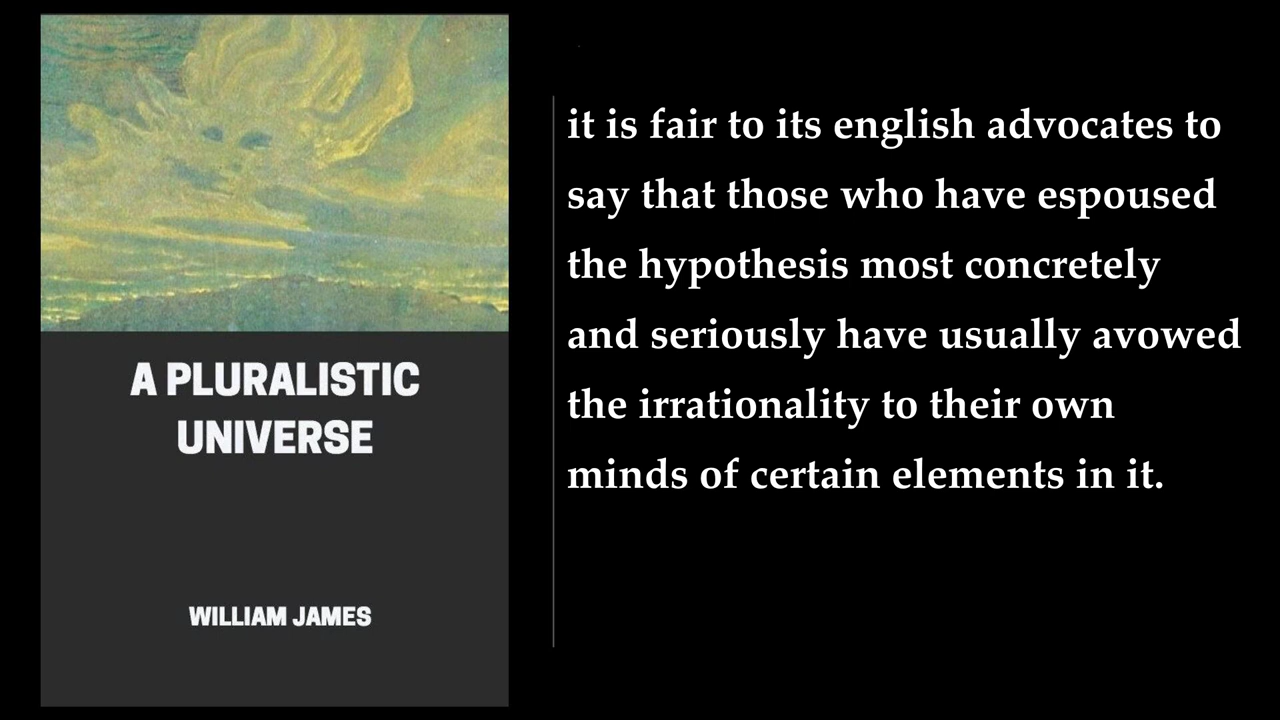 A PLURALISTIC
UNIVERSE
WILLIAM JAMES
it is fair to its english advocates to
say that those who have espoused
the hypothesis most concretely
and seriously have usually avowed
the irrationality to their own
minds of certain elements in it.